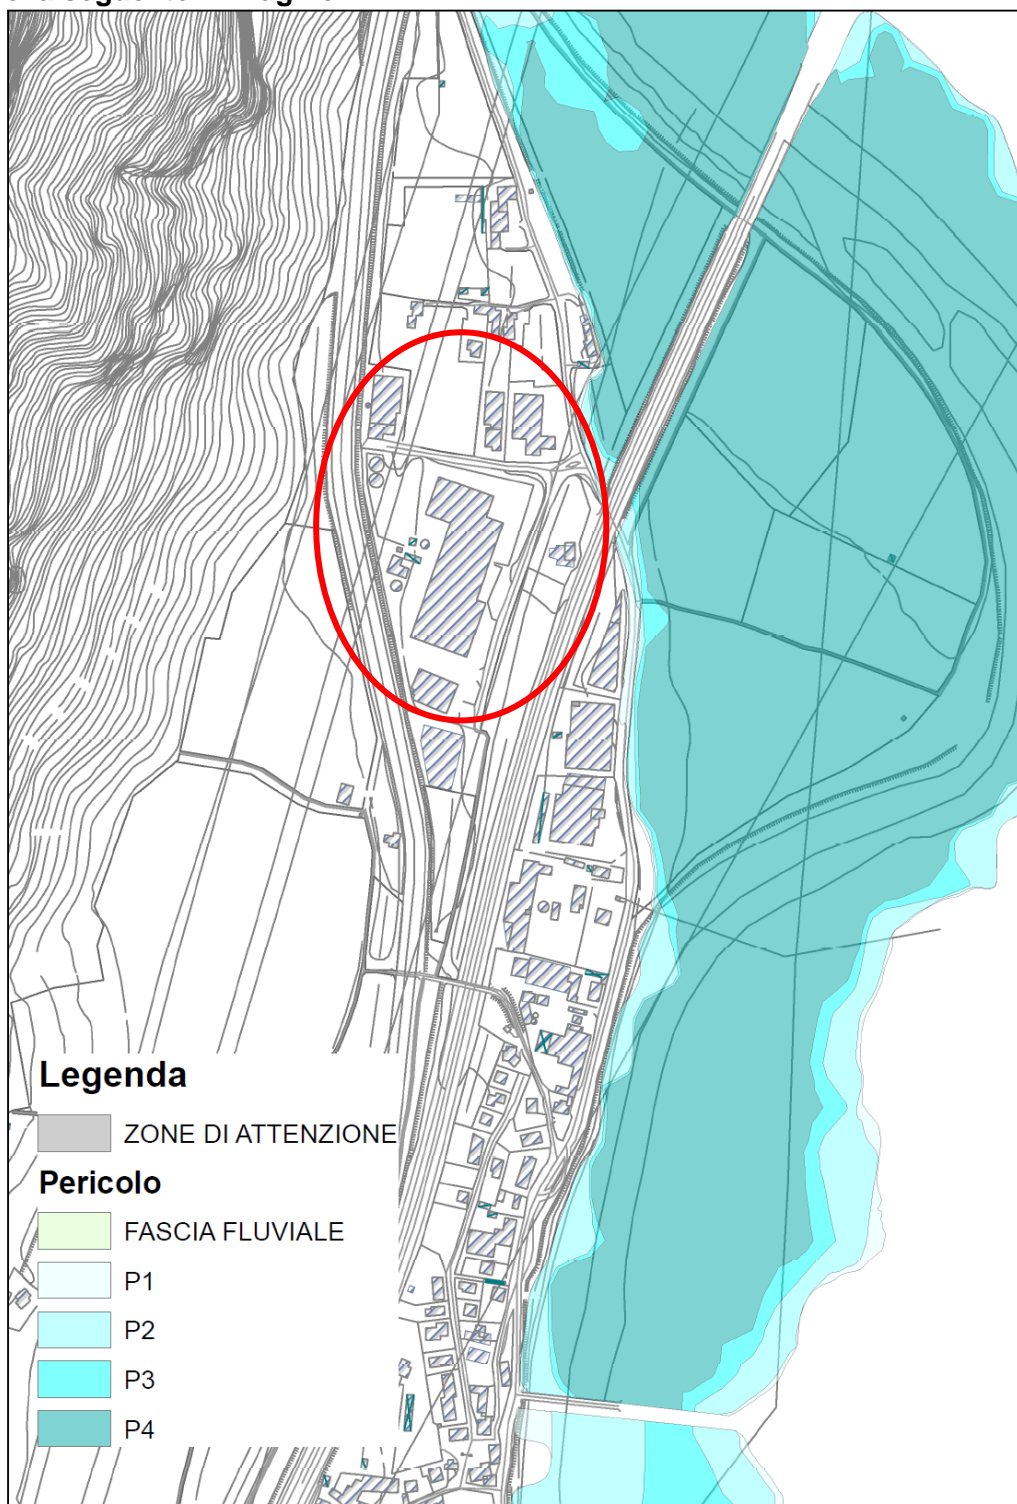 Legenda
ZONE DI ATTENZIONE
Pericolo
FASCIA FLUVIALE
P1
P2
P3
P4